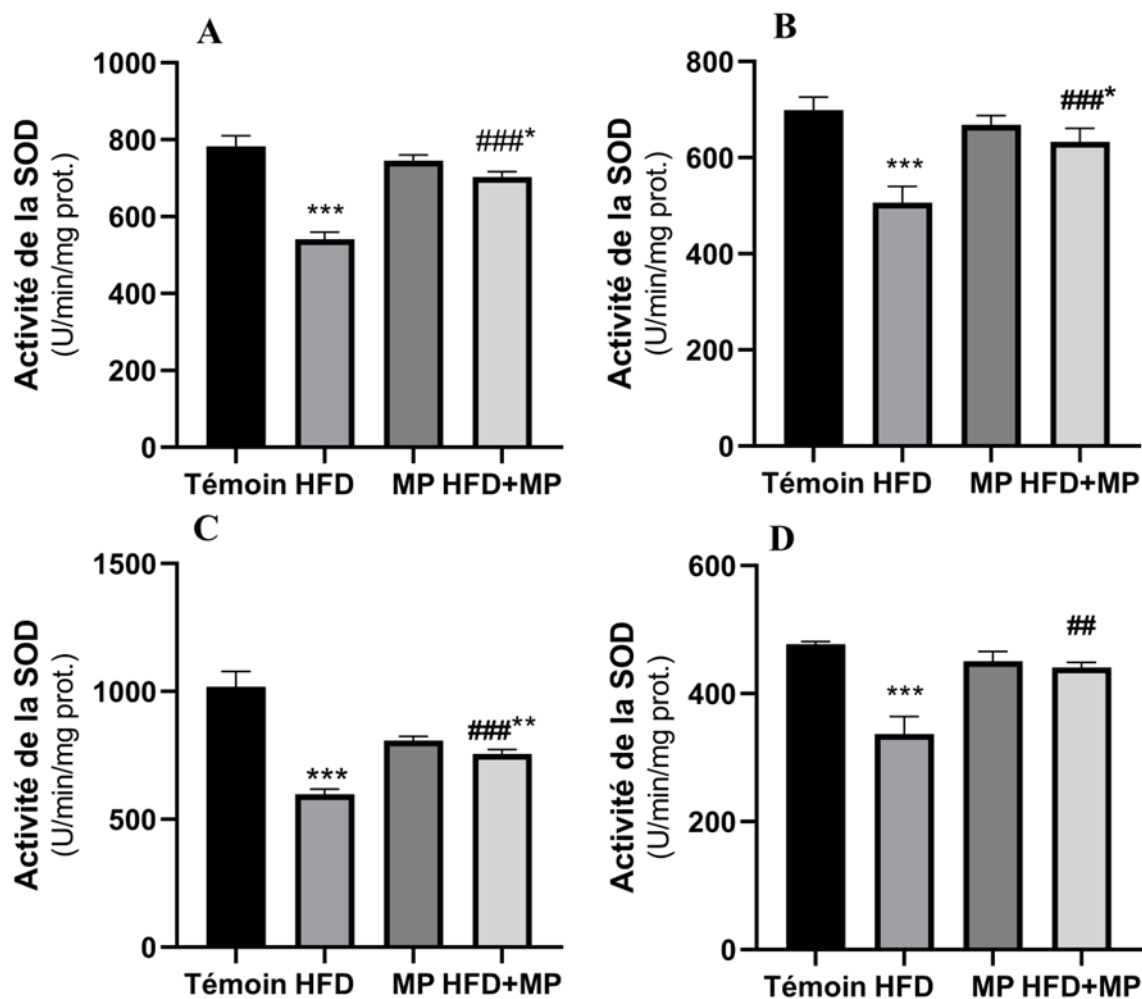 A
Activité de la SOD
(U/min/mg prot.)
1000
800
600
400
200
0
***
###*
Témoin HFD MP HFD+MP
B
Activité de la SOD
(U/min/mg prot.)
800
600
400
200
0
***
###*
Témoin HFD MP HFD+MP
C
Activité de la SOD
(U/min/mg prot.)
1500
1000
500
0
***
###**
Témoin HFD MP HFD+MP
D
Activité de la SOD
(U/min/mg prot.)
600
400
200
0
***
##
Témoin HFD MP HFD+MP